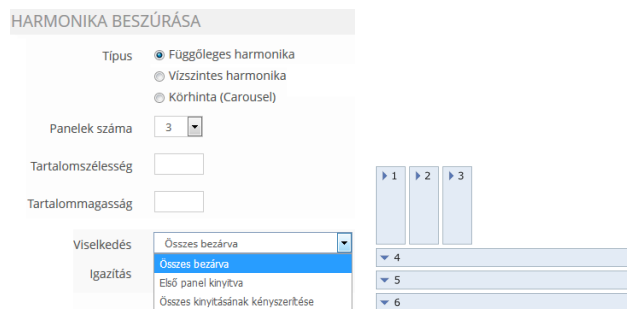 HARMONIKA BESZÚRÁSA
Típus
Függőleges harmonika
Vízszintes harmonika
Körhinta (Carousel)
Panelek száma
3
Tartalomszélesség
Tartalommagasság
Viselkedés
Összes bezárva
Igazítás
Összes bezárva
Első panel kinyitva
Összes kinyitásának kényszerítése
1
2
3
4
5
6